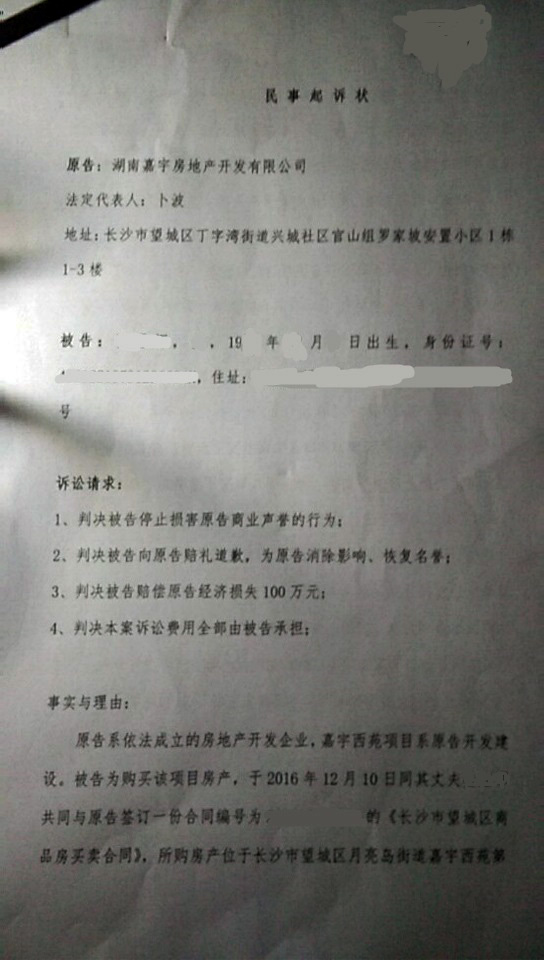 民事起诉状
原告：湖南嘉宇房地产开发有限公司
法定代表人：卜波
地址：长沙市望城区丁字湾街道兴城社区官山组罗家坡安置小区1栋
1-3楼
被告： ， ，19 年 月 日出生，身份证号：
，住址：
号
诉讼请求：
1、判决被告停止损害原告商业声誉的行为；
2、判决被告向原告赔礼道歉，为原告消除影响、恢复名誉；
3、判决被告赔偿原告经济损失100万元；
4、判决本案诉讼费用全部由被告承担；
事实与理由：
原告系依法成立的房地产开发企业，嘉宇西苑项目系原告开发建
设。被告为购买该项目房产，于2016年12月10日同其丈夫
共同与原告签订一份合同编号为 的《长沙市望城区商
品房买卖合同》，所购房产位于长沙市望城区月亮岛街道嘉宇西苑第